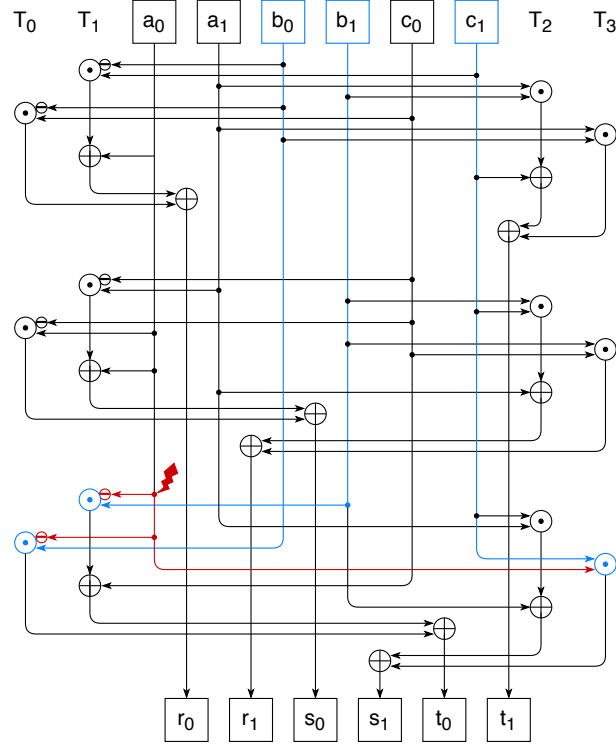 T₀ T₁ a₀ a₁ b₀ b₁ c₀ c₁ T₂ T₃
r₀ r₁ s₀ s₁ t₀ t₁